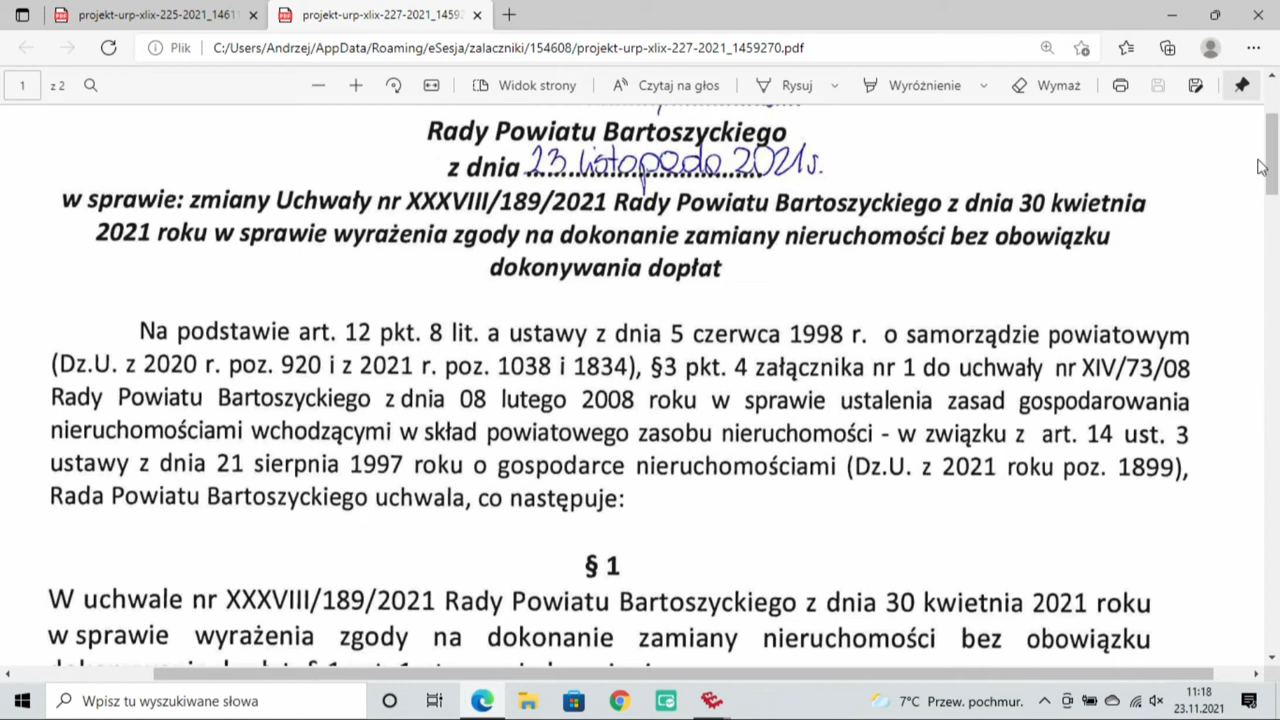 projekt-urp-xlix-225-2021_1461
projekt-urp-xlix-227-2021_1459
Plik
C:/Users/Andrzej/AppData/Roaming/eSesja/zalaczniki/154608/projekt-urp-xlix-227-2021_1459270.pdf
1 z 2
Widok strony
Czytaj na głos
Rysuj
Wyróżnienie
Wymaż
Rady Powiatu Bartoszyckiego
z dnia 23 listopada 2021 r.
w sprawie: zmiany Uchwały nr XXXVIII/189/2021 Rady Powiatu Bartoszyckiego z dnia 30 kwietnia
2021 roku w sprawie wyrażenia zgody na dokonanie zamiany nieruchomości bez obowiązku
dokonywania dopłat
Na podstawie art. 12 pkt. 8 lit. a ustawy z dnia 5 czerwca 1998 r. o samorządzie powiatowym
(Dz.U. z 2020 r. poz. 920 i z 2021 r. poz. 1038 i 1834), §3 pkt. 4 załącznika nr 1 do uchwały nr XIV/73/08
Rady Powiatu Bartoszyckiego z dnia 08 lutego 2008 roku w sprawie ustalenia zasad gospodarowania
nieruchomościami wchodzącymi w skład powiatowego zasobu nieruchomości - w związku z art. 14 ust. 3
ustawy z dnia 21 sierpnia 1997 roku o gospodarce nieruchomościami (Dz.U. z 2021 roku poz. 1899),
Rada Powiatu Bartoszyckiego uchwala, co następuje:
§ 1
W uchwale nr XXXVIII/189/2021 Rady Powiatu Bartoszyckiego z dnia 30 kwietnia 2021 roku
w sprawie wyrażenia zgody na dokonanie zamiany nieruchomości bez obowiązku
Wpisz tu wyszukiwane słowa
7°C Przew. pochmur.
11:18
23.11.2021